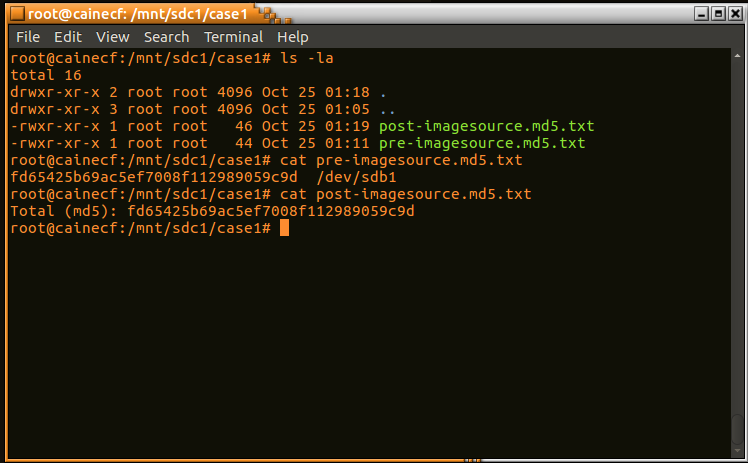 root@cainecf: /mnt/sdc1/case1
File Edit View Search Terminal Help
root@cainecf:/mnt/sdc1/case1# ls -la
total 16
drwxr-xr-x 2 root root 4096 Oct 25 01:18 .
drwxr-xr-x 3 root root 4096 Oct 25 01:05 ..
-rwxr-xr-x 1 root root   46 Oct 25 01:19 post-imagesource.md5.txt
-rwxr-xr-x 1 root root   44 Oct 25 01:11 pre-imagesource.md5.txt
root@cainecf:/mnt/sdc1/case1# cat pre-imagesource.md5.txt
fd65425b69ac5ef7008f112989059c9d  /dev/sdb1
root@cainecf:/mnt/sdc1/case1# cat post-imagesource.md5.txt
Total (md5): fd65425b69ac5ef7008f112989059c9d
root@cainecf:/mnt/sdc1/case1#